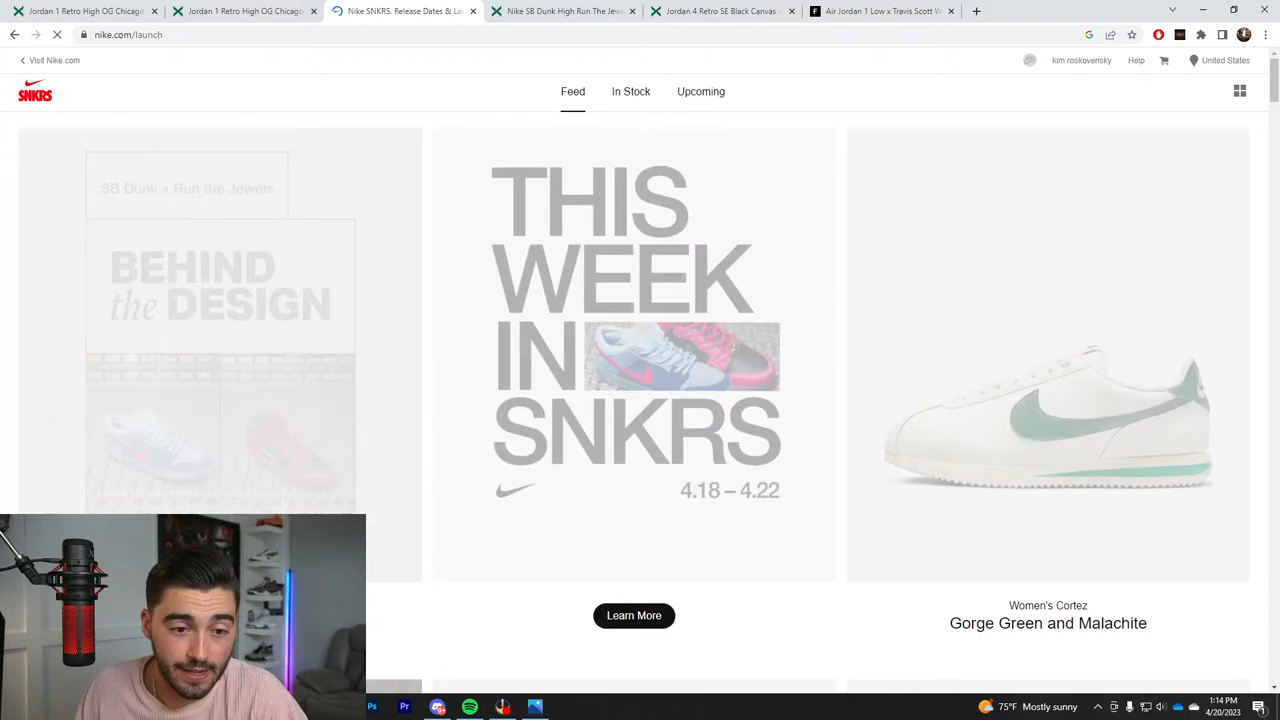 Jordan 1 Retro High OG Chicago
Jordan 1 Retro High OG Chicago
Nike SNKRS. Release Dates & La
Nike SB Dunk High Run The Jewe
Jordan 4 Retro SE Black Canvas -
Air Jordan 1 Low x Travis Scott W
nike.com/launch
Visit Nike.com
kim roskovensky
Help
United States
SNKRS
Feed
In Stock
Upcoming
SB Dunk x Run the Jewels
BEHIND
the DESIGN
THIS
WEEK
IN
SNKRS
4.18 – 4.22
Learn More
Women's Cortez
Gorge Green and Malachite
Ps
Pr
75°F Mostly sunny
1:14 PM
4/20/2023